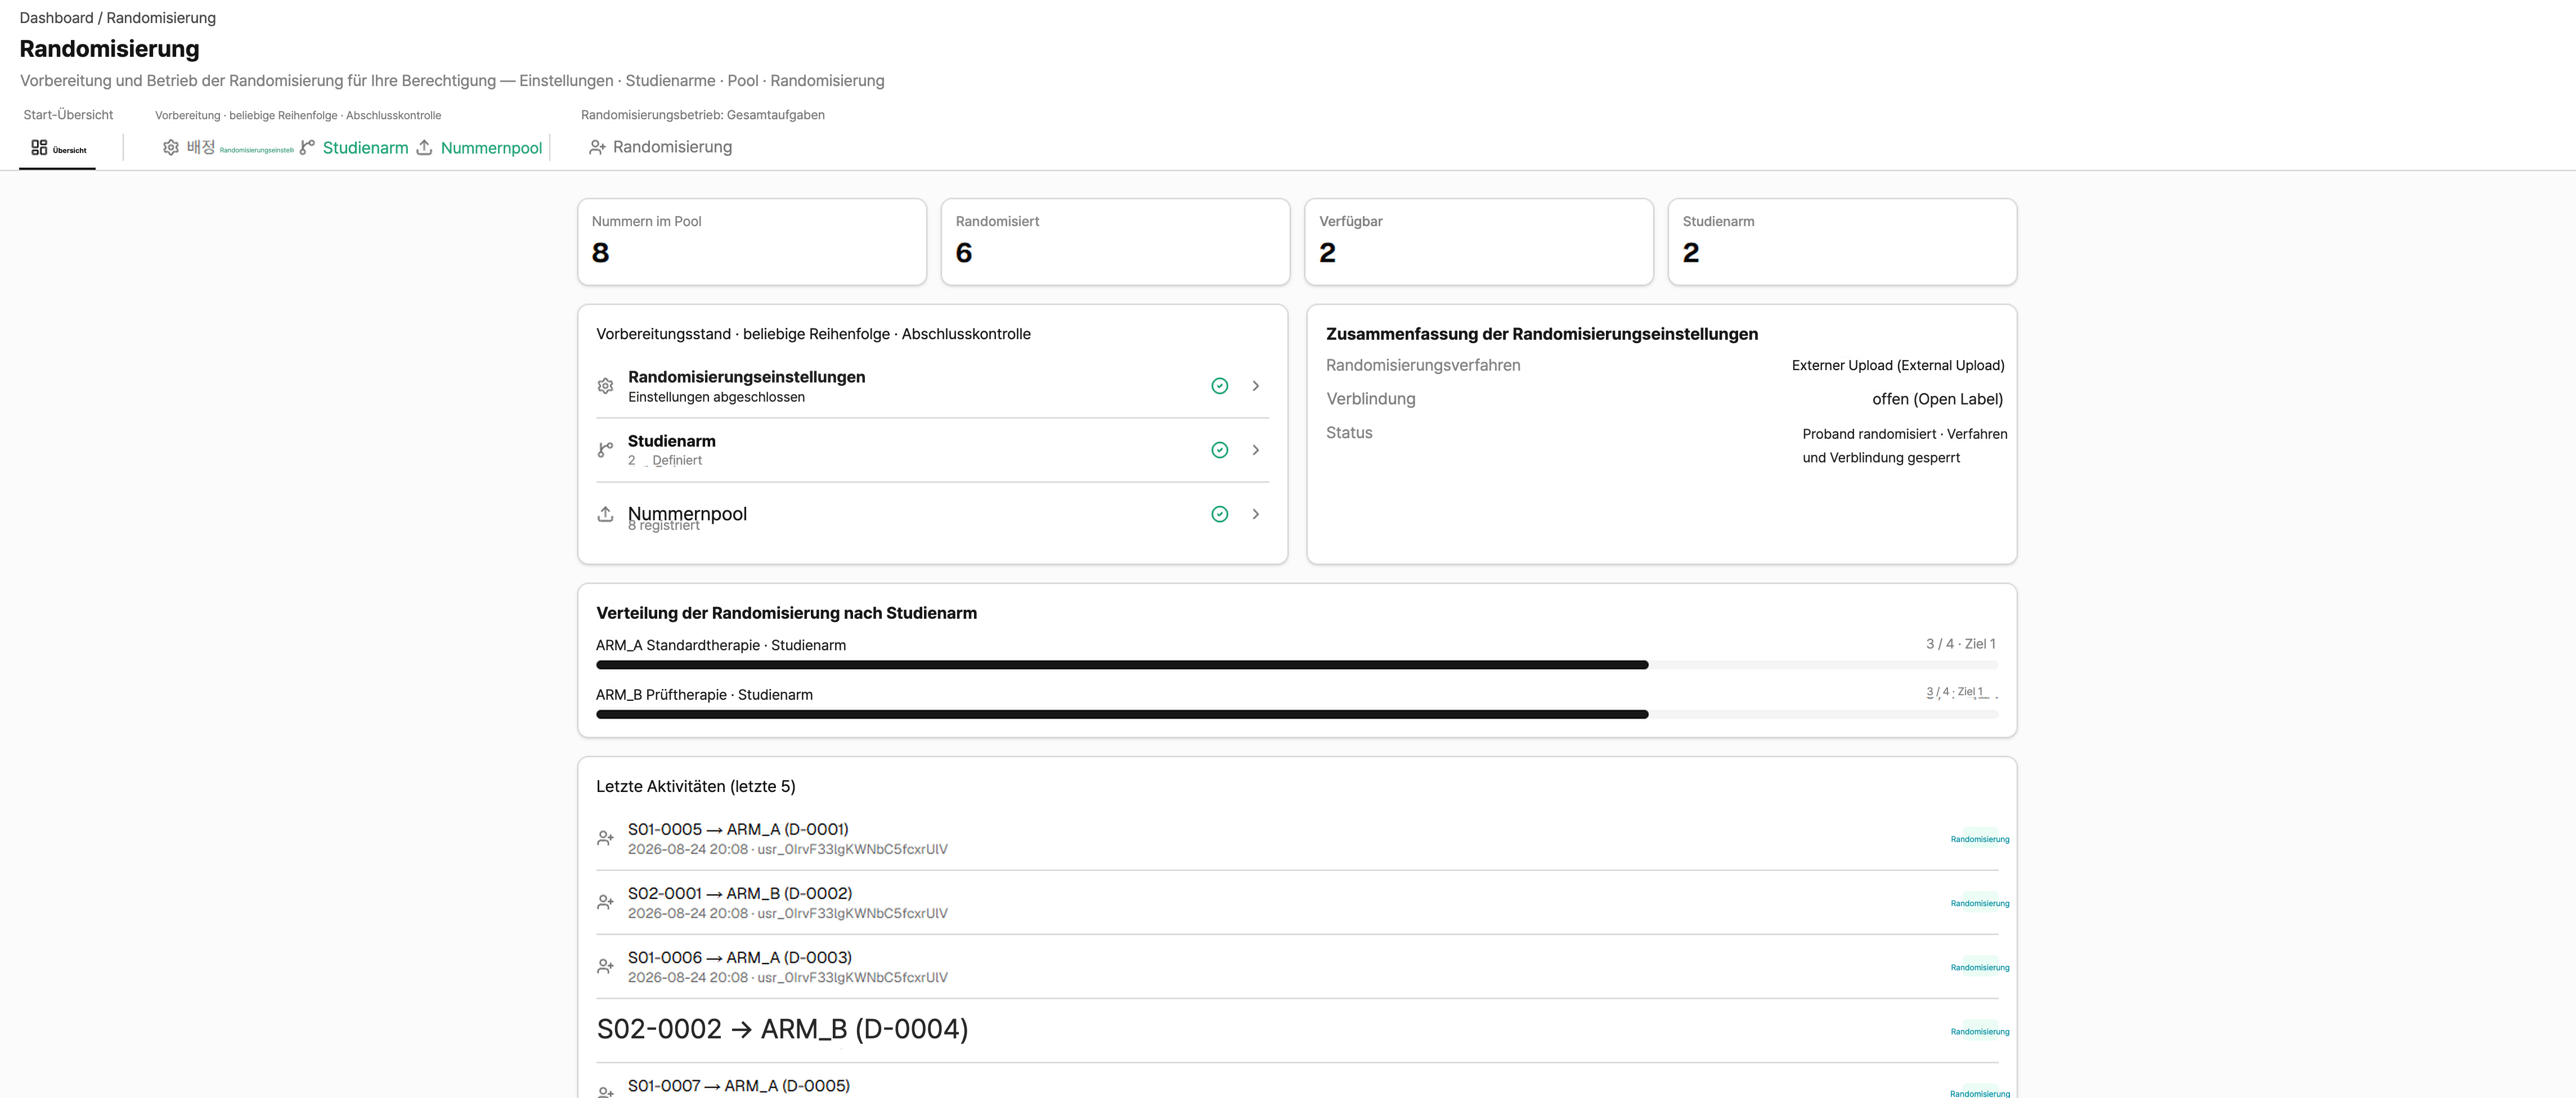 Dashboard / Randomisierung
Randomisierung
Vorbereitung und Betrieb der Randomisierung für Ihre Berechtigung — Einstellungen · Studienarme · Pool · Randomisierung
Start-Übersicht
Vorbereitung · beliebige Reihenfolge · Abschlusskontrolle
Randomisierungsbetrieb: Gesamtaufgaben
Übersicht
배정 Randomisierungseinstell
Studienarm
Nummernpool
Randomisierung
Nummern im Pool
8
Randomisiert
6
Verfügbar
2
Studienarm
2
Vorbereitungsstand · beliebige Reihenfolge · Abschlusskontrolle
Randomisierungseinstellungen
Einstellungen abgeschlossen
Studienarm
2 Definiert
Nummernpool
8 registriert
Zusammenfassung der Randomisierungseinstellungen
Randomisierungsverfahren
Externer Upload (External Upload)
Verblindung
offen (Open Label)
Status
Proband randomisiert · Verfahren
und Verblindung gesperrt
Verteilung der Randomisierung nach Studienarm
ARM_A Standardtherapie · Studienarm
3 / 4 · Ziel 1
ARM_B Prüftherapie · Studienarm
3 / 4 · Ziel 1
Letzte Aktivitäten (letzte 5)
S01-0005 → ARM_A (D-0001)
2026-08-24 20:08 · usr_0IrvF33lgKWNbC5fcxrUlV
Randomisierung
S02-0001 → ARM_B (D-0002)
2026-08-24 20:08 · usr_0IrvF33lgKWNbC5fcxrUlV
Randomisierung
S01-0006 → ARM_A (D-0003)
2026-08-24 20:08 · usr_0IrvF33lgKWNbC5fcxrUlV
Randomisierung
S02-0002 → ARM_B (D-0004)
Randomisierung
S01-0007 → ARM_A (D-0005)
Randomisierung